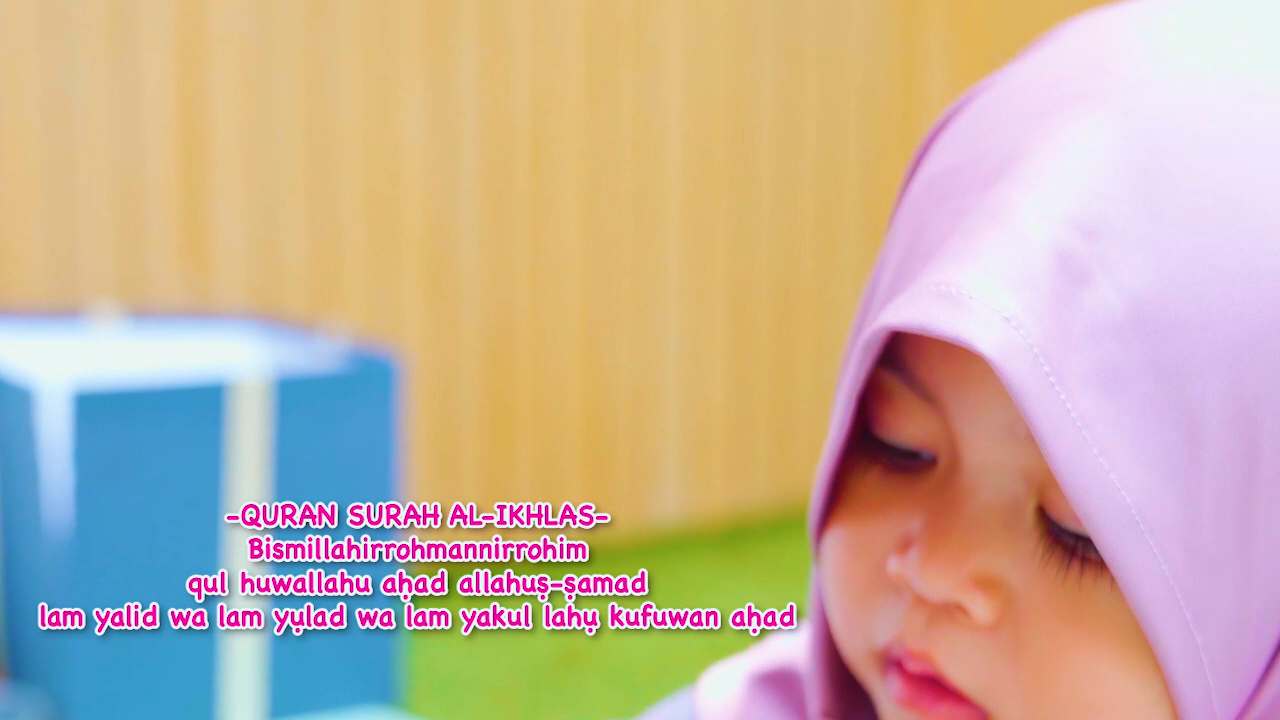 -QURAN SURAH AL-IKHLAS-
Bismillahirrohmannirrohim
qul huwallahu aḥad allahuṣ-ṣamad
lam yalid wa lam yụlad wa lam yakul lahụ kufuwan aḥad